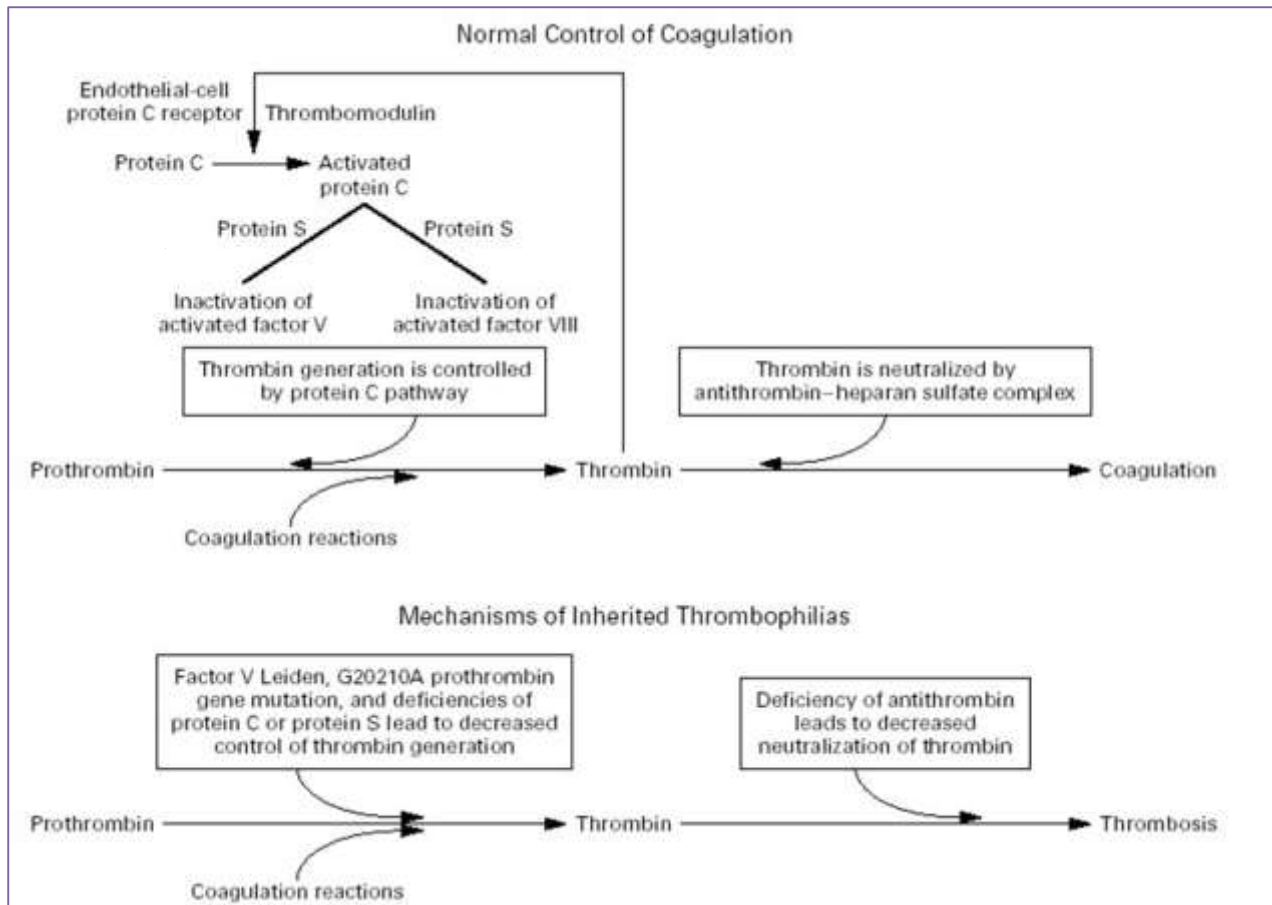 Normal Control of Coagulation
Endothelial-cell
protein C receptor
Thrombomodulin
Protein C
Activated
protein C
Protein S
Protein S
Inactivation of
activated factor V
Inactivation of
activated factor VIII
Thrombin generation is controlled
by protein C pathway
Thrombin is neutralized by
antithrombin–heparan sulfate complex
Prothrombin
Thrombin
Coagulation
Coagulation reactions
Mechanisms of Inherited Thrombophilias
Factor V Leiden, G20210A prothrombin
gene mutation, and deficiencies of
protein C or protein S lead to decreased
control of thrombin generation
Deficiency of antithrombin
leads to decreased
neutralization of thrombin
Prothrombin
Thrombin
Thrombosis
Coagulation reactions